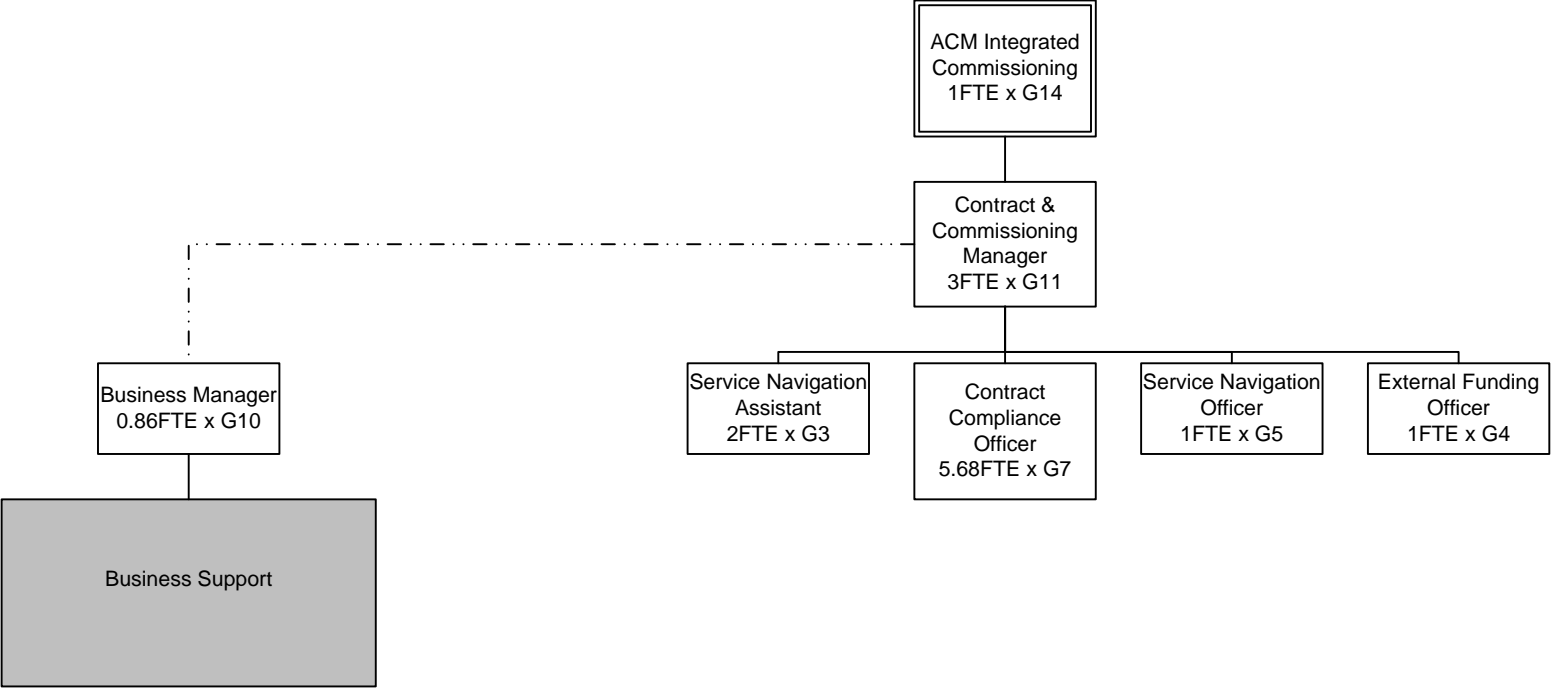 ACM Integrated
Commissioning
1FTE x G14
Contract &
Commissioning
Manager
3FTE x G11
Business Manager
0.86FTE x G10
Service Navigation
Assistant
2FTE x G3
Contract
Compliance
Officer
5.68FTE x G7
Service Navigation
Officer
1FTE x G5
External Funding
Officer
1FTE x G4
Business Support